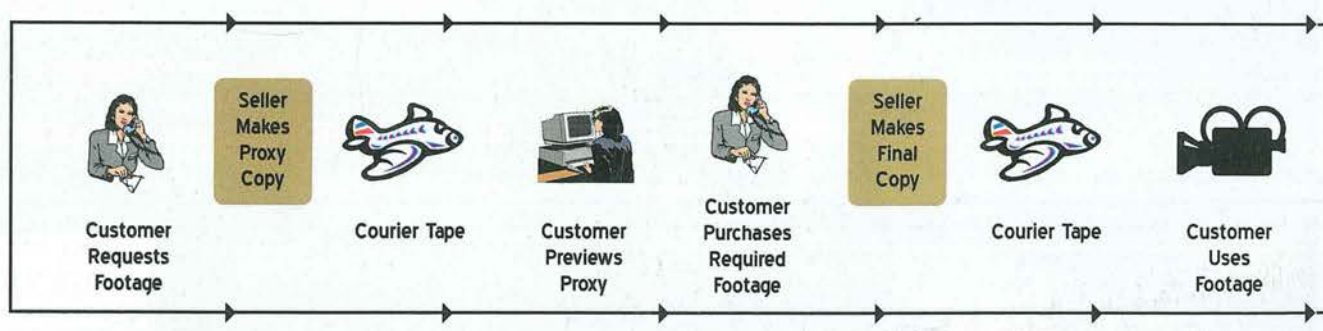 Customer
Requests
Footage
Seller
Makes
Proxy
Copy
Courier Tape
Customer
Previews
Proxy
Customer
Purchases
Required
Footage
Seller
Makes
Final
Copy
Courier Tape
Customer
Uses
Footage